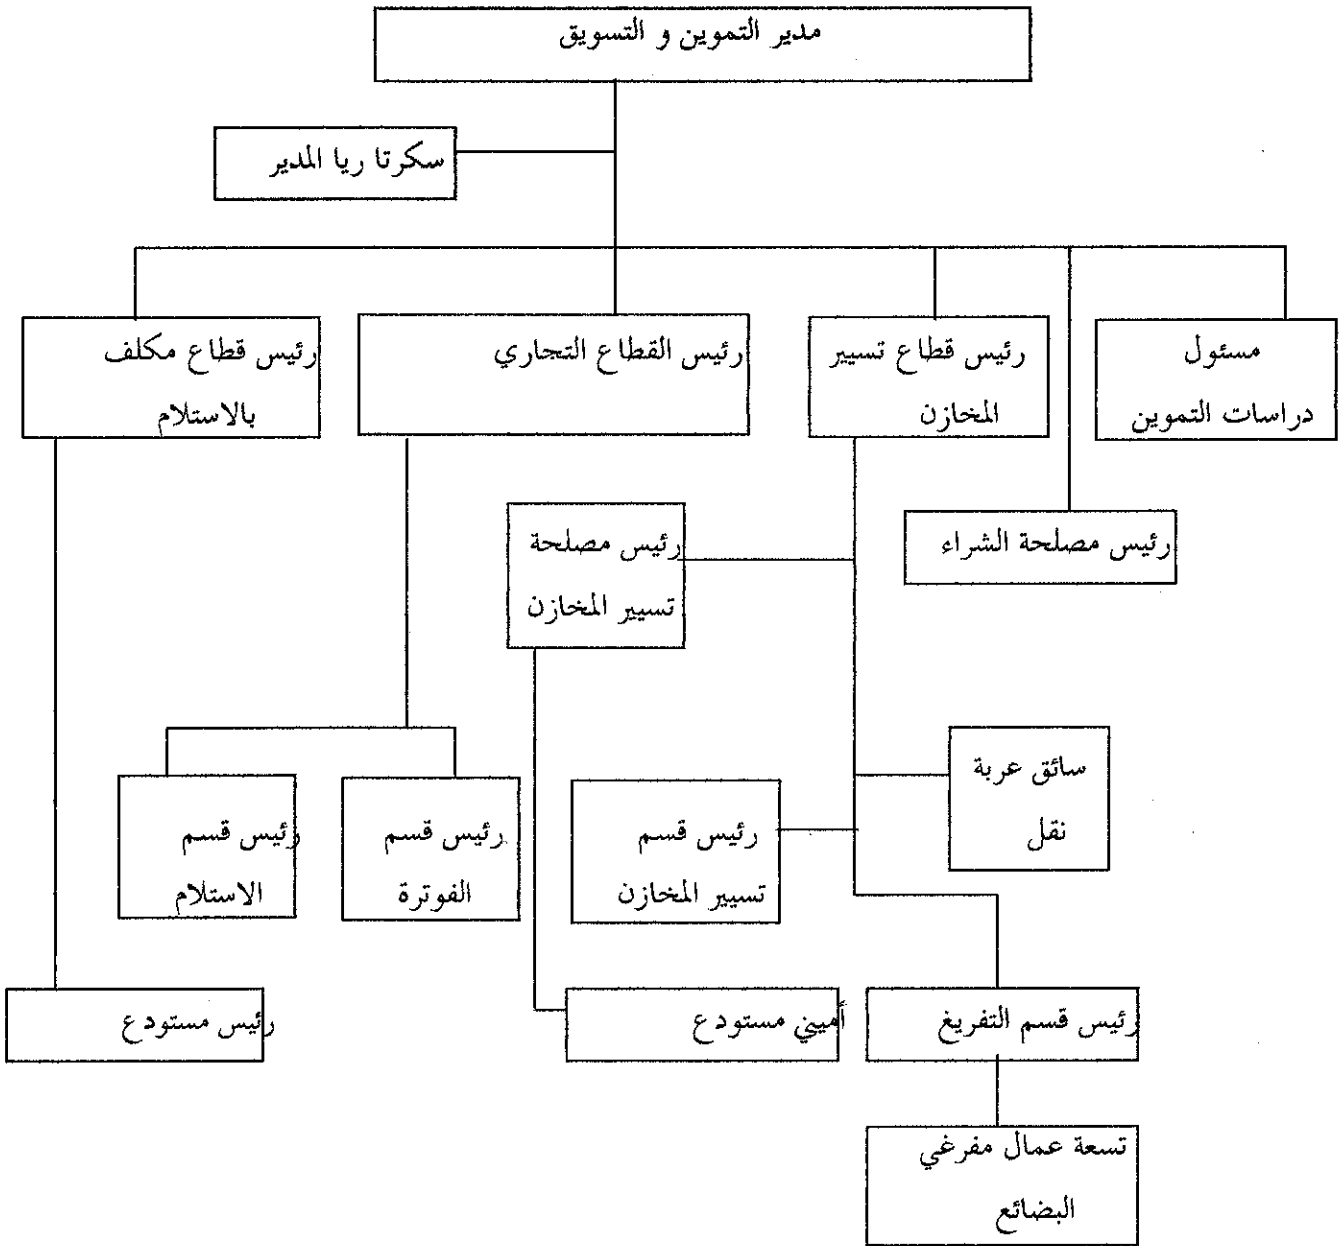 مدير التموين و التسويق
سكرتا ريا المدير
مسئول
دراسات التموين
رئيس قطاع تسيير
المخازن
رئيس القطاع التجاري
رئيس قطاع مكلف
بالاستلام
رئيس مصلحة الشراء
رئيس مصلحة
تسيير المخازن
سائق عربة
نقل
رئيس قسم
تسيير المخازن
رئيس قسم
الفوترة
رئيس قسم
الاستلام
رئيس قسم التفريغ
أميني مستودع
رئيس مستودع
تسعة عمال مفرغي
البضائع